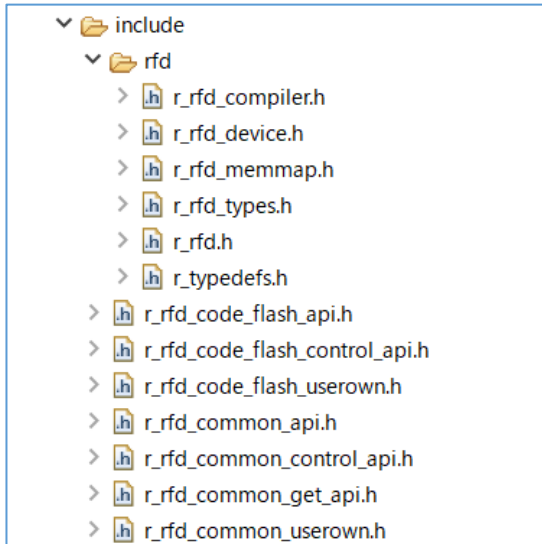 include
rfd
.h r_rfd_compiler.h
.h r_rfd_device.h
.h r_rfd_memmap.h
.h r_rfd_types.h
.h r_rfd.h
.h r_typedefs.h
.h r_rfd_code_flash_api.h
.h r_rfd_code_flash_control_api.h
.h r_rfd_code_flash_userown.h
.h r_rfd_common_api.h
.h r_rfd_common_control_api.h
.h r_rfd_common_get_api.h
.h r_rfd_common_userown.h